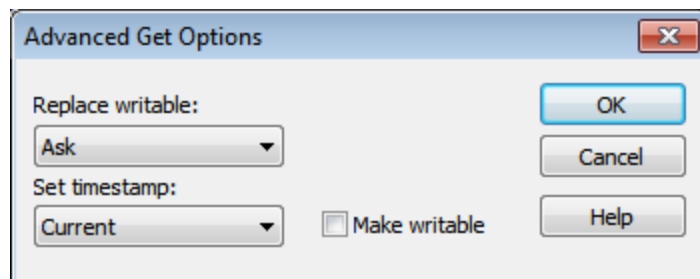 Advanced Get Options
Replace writable:
OK
Ask
Cancel
Set timestamp:
Current
Make writable
Help